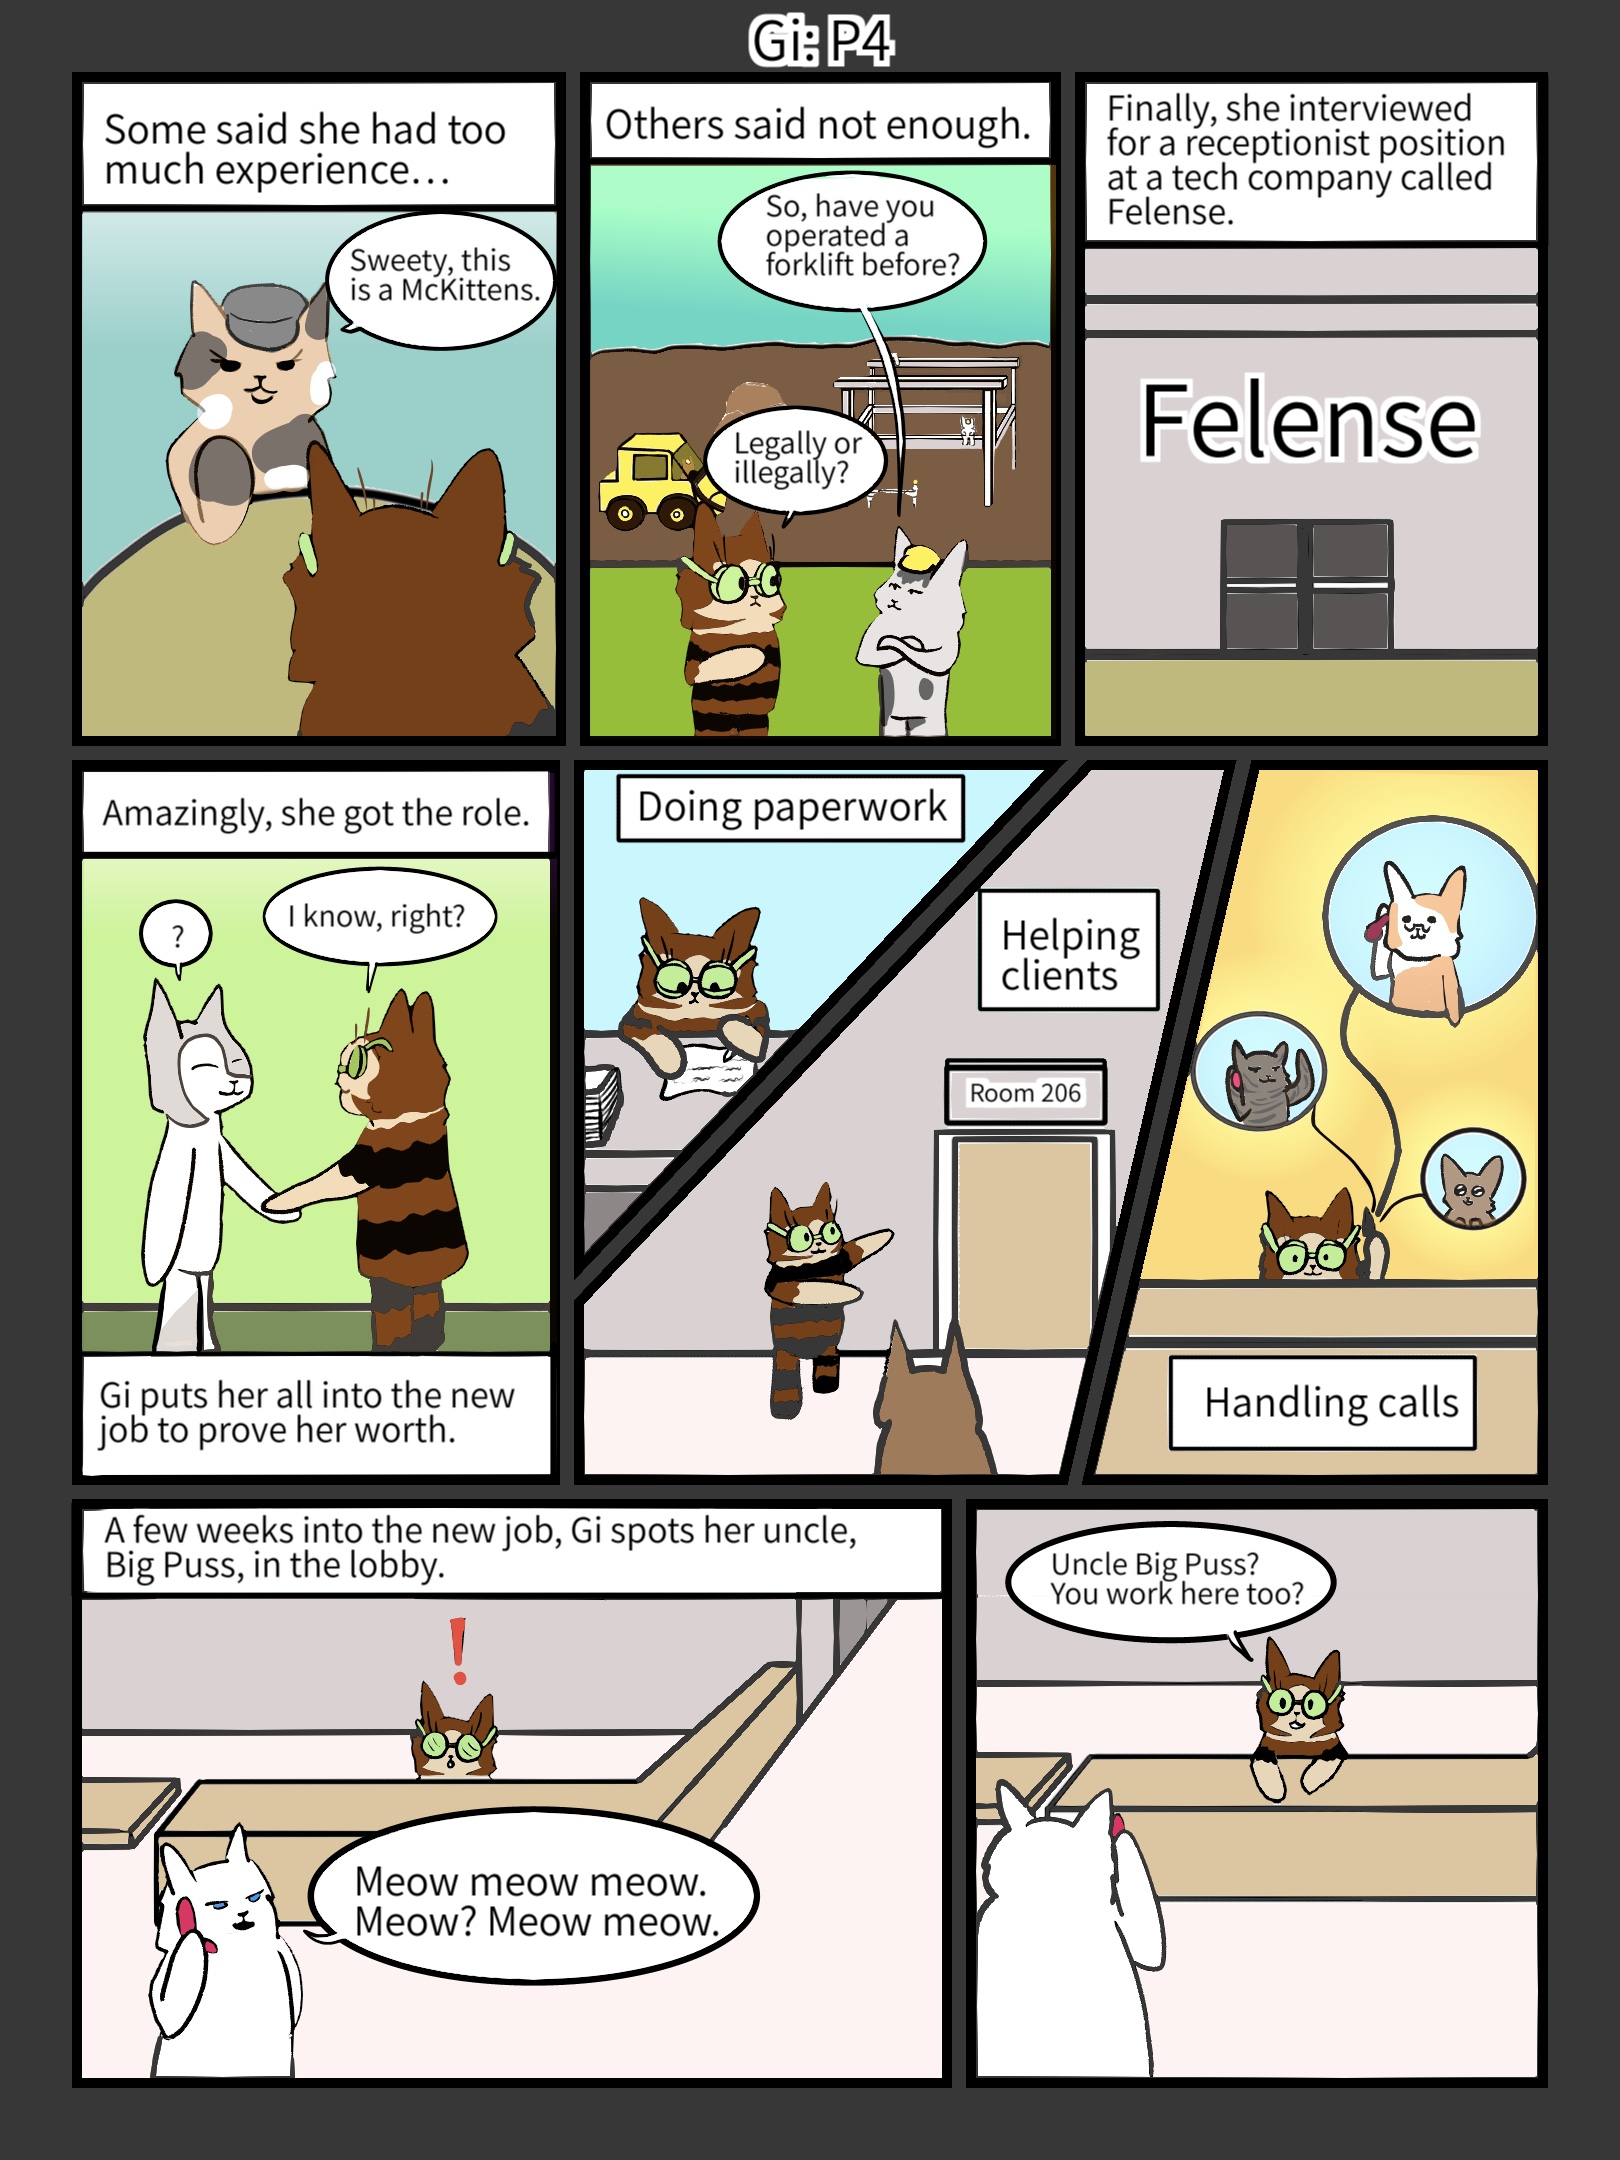 Gi: P4
Some said she had too
much experience...
Sweety, this
is a McKittens.
Others said not enough.
So, have you
operated a
forklift before?
Legally or
illegally?
Finally, she interviewed
for a receptionist position
at a tech company called
Felense.
Felense
Amazingly, she got the role.
?
I know, right?
Gi puts her all into the new
job to prove her worth.
Doing paperwork
Helping
clients
Room 206
Handling calls
A few weeks into the new job, Gi spots her uncle,
Big Puss, in the lobby.
!
Meow meow meow.
Meow? Meow meow.
Uncle Big Puss?
You work here too?